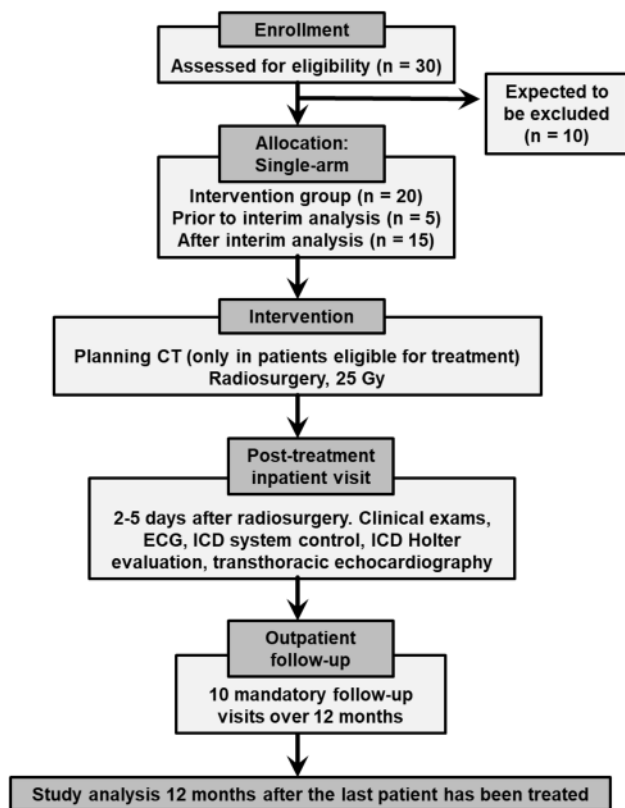 Enrollment
Assessed for eligibility (n = 30)
Expected to
be excluded
(n = 10)
Allocation:
Single-arm
Intervention group (n = 20)
Prior to interim analysis (n = 5)
After interim analysis (n = 15)
Intervention
Planning CT (only in patients eligible for treatment)
Radiosurgery, 25 Gy
Post-treatment
inpatient visit
2-5 days after radiosurgery. Clinical exams,
ECG, ICD system control, ICD Holter
evaluation, transthoracic echocardiography
Outpatient
follow-up
10 mandatory follow-up
visits over 12 months
Study analysis 12 months after the last patient has been treated